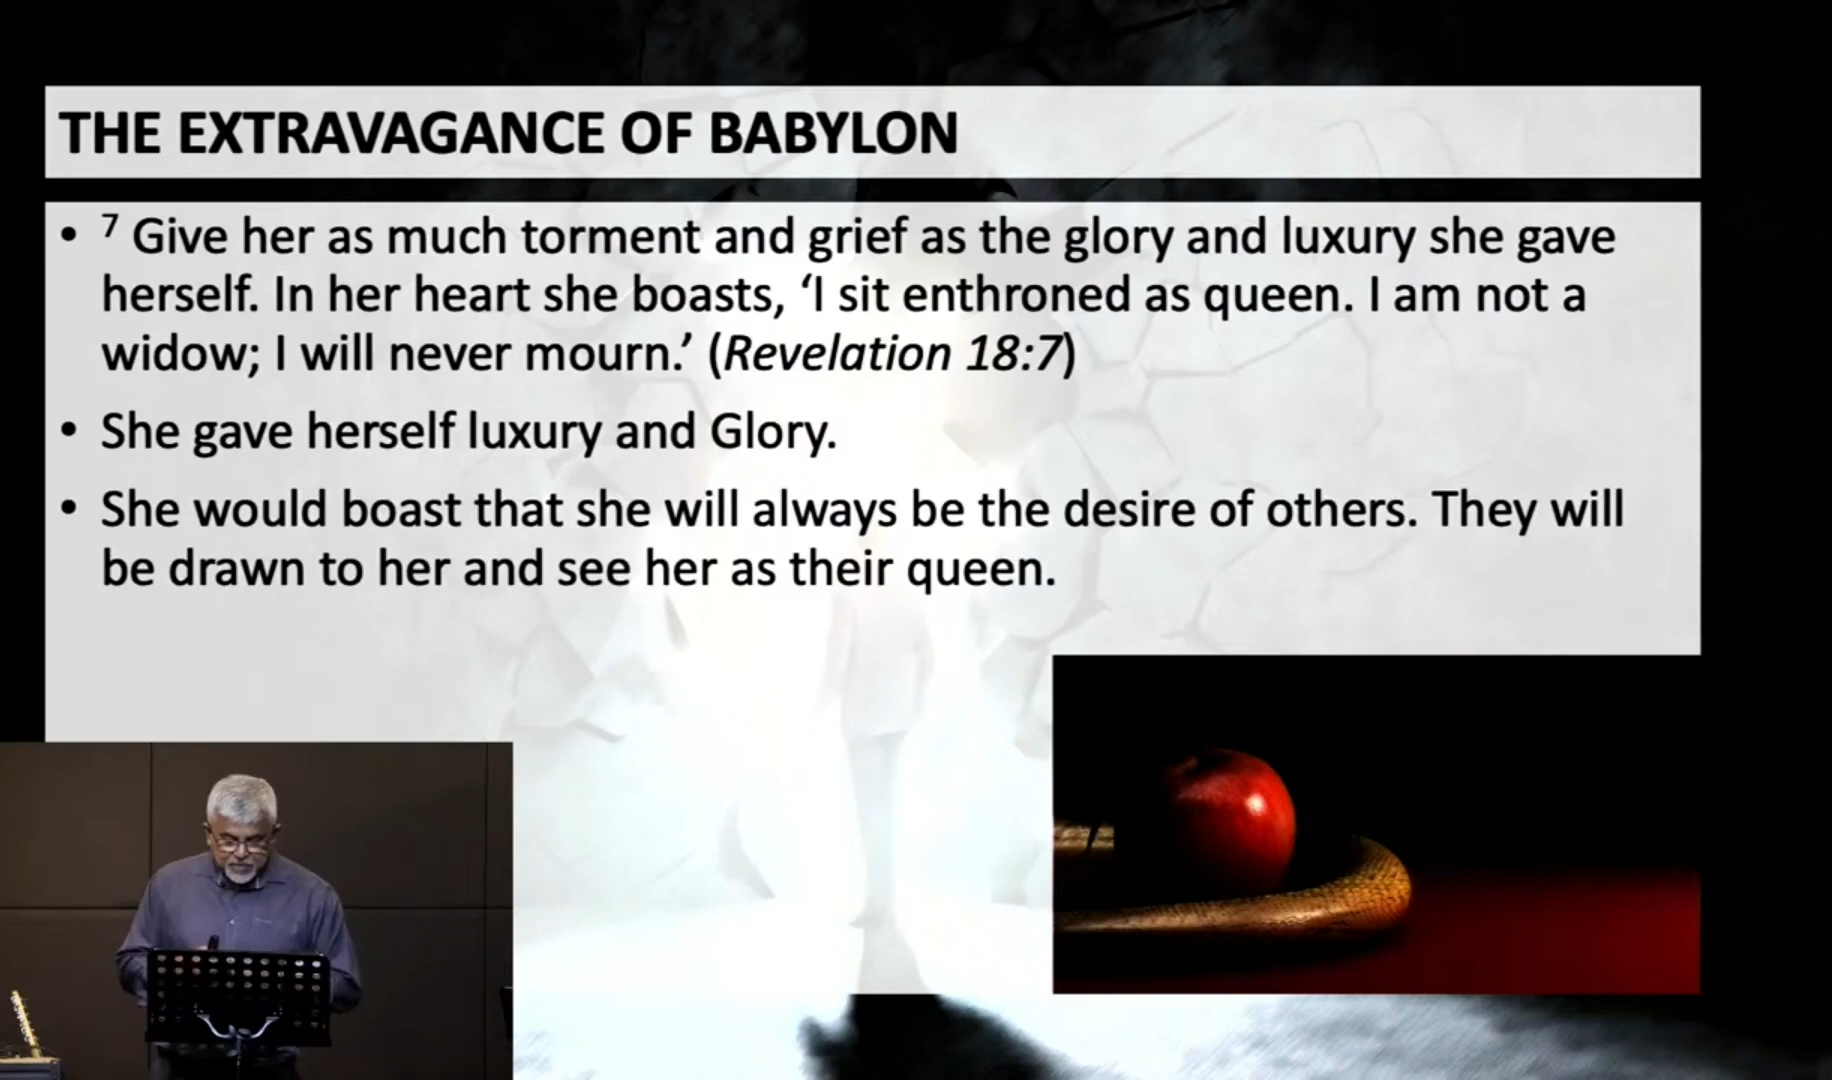 THE EXTRAVAGANCE OF BABYLON
• ⁷ Give her as much torment and grief as the glory and luxury she gave
herself. In her heart she boasts, ‘I sit enthroned as queen. I am not a
widow; I will never mourn.’ (Revelation 18:7)
• She gave herself luxury and Glory.
• She would boast that she will always be the desire of others. They will
be drawn to her and see her as their queen.